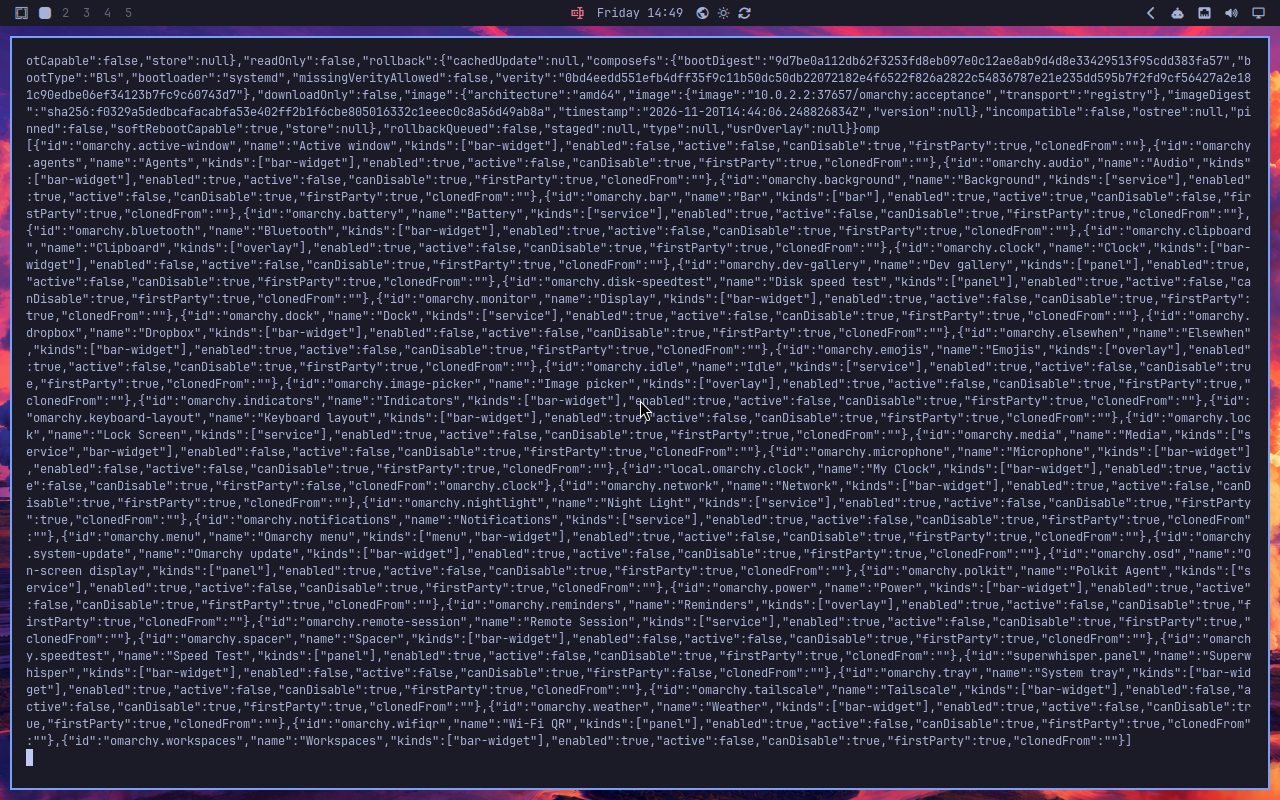 2 3 4 5 Friday 14:49
otCapable":false,"store":null},"readOnly":false,"rollback":{"cachedUpdate":null,"composefs":{"bootDigest":"9d7be0a112db62f3253fd8eb097e0c12ae8ab9d4d8e33429513f95cdd383fa57","b
ootType":"Bls","bootloader":"systemd","missingVerityAllowed":false,"verity":"0bd4eedd551efb4dff35f9c11b50dc50db22072182e4f6522f826a2822c54836787e21e235dd595b7f2fd9cf56427a2e18
1c90edbe06ef34123b7fc9c60743d7"},"downloadOnly":false,"image":{"architecture":"amd64","image":{"image":"10.0.2.2:37657/omarchy:acceptance","transport":"registry"},"imageDigest
":"sha256:f0329a5dedbcafacabfa53e402ff2b1f6cbe805016332c1eeec0c8a56d49ab8a","timestamp":"2026-11-20T14:44:06.248826834Z","version":null},"incompatible":false,"ostree":null,"pi
nned":false,"softRebootCapable":true,"store":null},"rollbackQueued":false,"staged":null,"type":null,"usrOverlay":null}}omp
[{"id":"omarchy.active-window","name":"Active window","kinds":["bar-widget"],"enabled":false,"active":false,"canDisable":true,"firstParty":true,"clonedFrom":""},{"id":"omarchy
.agents","name":"Agents","kinds":["bar-widget"],"enabled":true,"active":false,"canDisable":true,"firstParty":true,"clonedFrom":""},{"id":"omarchy.audio","name":"Audio","kinds"
:["bar-widget"],"enabled":true,"active":false,"canDisable":true,"firstParty":true,"clonedFrom":""},{"id":"omarchy.background","name":"Background","kinds":["service"],"enabled"
:true,"active":false,"canDisable":true,"firstParty":true,"clonedFrom":""},{"id":"omarchy.bar","name":"Bar","kinds":["bar"],"enabled":true,"active":false,"canDisable":true,"fir
stParty":true,"clonedFrom":""},{"id":"omarchy.battery","name":"Battery","kinds":["service"],"enabled":true,"active":false,"canDisable":true,"firstParty":true,"clonedFrom":""},
{"id":"omarchy.bluetooth","name":"Bluetooth","kinds":["bar-widget"],"enabled":true,"active":false,"canDisable":true,"firstParty":true,"clonedFrom":""},{"id":"omarchy.clipboard
","name":"Clipboard","kinds":["overlay"],"enabled":true,"active":false,"canDisable":true,"firstParty":true,"clonedFrom":""},{"id":"omarchy.clock","name":"Clock","kinds":["bar-
widget"],"enabled":false,"active":false,"canDisable":true,"firstParty":true,"clonedFrom":""},{"id":"omarchy.dev-gallery","name":"Dev gallery","kinds":["panel"],"enabled":true,
"active":false,"canDisable":true,"firstParty":true,"clonedFrom":""},{"id":"omarchy.disk-speedtest","name":"Disk speed test","kinds":["panel"],"enabled":true,"active":false,"ca
nDisable":true,"firstParty":true,"clonedFrom":""},{"id":"omarchy.monitor","name":"Display","kinds":["bar-widget"],"enabled":true,"active":false,"canDisable":true,"firstParty":
true,"clonedFrom":""},{"id":"omarchy.dock","name":"Dock","kinds":["service"],"enabled":true,"active":false,"canDisable":true,"firstParty":true,"clonedFrom":""},{"id":"omarchy.
dropbox","name":"Dropbox","kinds":["bar-widget"],"enabled":false,"active":false,"canDisable":true,"firstParty":true,"clonedFrom":""},{"id":"omarchy.elsewhen","name":"Elsewhen"
,"kinds":["bar-widget"],"enabled":true,"active":false,"canDisable":true,"firstParty":true,"clonedFrom":""},{"id":"omarchy.emojis","name":"Emojis","kinds":["overlay"],"enabled"
:true,"active":false,"canDisable":true,"firstParty":true,"clonedFrom":""},{"id":"omarchy.idle","name":"Idle","kinds":["service"],"enabled":true,"active":false,"canDisable":tru
e,"firstParty":true,"clonedFrom":""},{"id":"omarchy.image-picker","name":"Image picker","kinds":["overlay"],"enabled":true,"active":false,"canDisable":true,"firstParty":true,"
clonedFrom":""},{"id":"omarchy.indicators","name":"Indicators","kinds":["bar-widget"],"enabled":true,"active":false,"canDisable":true,"firstParty":true,"clonedFrom":""},{"id":
"omarchy.keyboard-layout","name":"Keyboard layout","kinds":["bar-widget"],"enabled":true,"active":false,"canDisable":true,"firstParty":true,"clonedFrom":""},{"id":"omarchy.loc
k","name":"Lock Screen","kinds":["service"],"enabled":true,"active":false,"canDisable":true,"firstParty":true,"clonedFrom":""},{"id":"omarchy.media","name":"Media","kinds":["s
ervice","bar-widget"],"enabled":false,"active":false,"canDisable":true,"firstParty":true,"clonedFrom":""},{"id":"omarchy.microphone","name":"Microphone","kinds":["bar-widget"]
,"enabled":false,"active":false,"canDisable":true,"firstParty":true,"clonedFrom":""},{"id":"local.omarchy.clock","name":"My Clock","kinds":["bar-widget"],"enabled":true,"activ
e":false,"canDisable":true,"firstParty":false,"clonedFrom":"omarchy.clock"},{"id":"omarchy.network","name":"Network","kinds":["bar-widget"],"enabled":true,"active":false,"canD
isable":true,"firstParty":true,"clonedFrom":""},{"id":"omarchy.nightlight","name":"Night Light","kinds":["service"],"enabled":true,"active":false,"canDisable":true,"firstParty
":true,"clonedFrom":""},{"id":"omarchy.notifications","name":"Notifications","kinds":["service"],"enabled":true,"active":false,"canDisable":true,"firstParty":true,"clonedFrom"
:""},{"id":"omarchy.menu","name":"Omarchy menu","kinds":["menu","bar-widget"],"enabled":true,"active":false,"canDisable":true,"firstParty":true,"clonedFrom":""},{"id":"omarchy
.system-update","name":"Omarchy update","kinds":["bar-widget"],"enabled":true,"active":false,"canDisable":true,"firstParty":true,"clonedFrom":""},{"id":"omarchy.osd","name":"O
n-screen display","kinds":["panel"],"enabled":true,"active":false,"canDisable":true,"firstParty":true,"clonedFrom":""},{"id":"omarchy.polkit","name":"Polkit Agent","kinds":["s
ervice"],"enabled":true,"active":false,"canDisable":true,"firstParty":true,"clonedFrom":""},{"id":"omarchy.power","name":"Power","kinds":["bar-widget"],"enabled":true,"active"
:false,"canDisable":true,"firstParty":true,"clonedFrom":""},{"id":"omarchy.reminders","name":"Reminders","kinds":["overlay"],"enabled":true,"active":false,"canDisable":true,"f
irstParty":true,"clonedFrom":""},{"id":"omarchy.remote-session","name":"Remote Session","kinds":["service"],"enabled":true,"active":false,"canDisable":true,"firstParty":true,"
clonedFrom":""},{"id":"omarchy.spacer","name":"Spacer","kinds":["bar-widget"],"enabled":false,"active":false,"canDisable":true,"firstParty":true,"clonedFrom":""},{"id":"omarch
y.speedtest","name":"Speed Test","kinds":["panel"],"enabled":true,"active":false,"canDisable":true,"firstParty":true,"clonedFrom":""},{"id":"superwhisper.panel","name":"Superw
hisper","kinds":["bar-widget"],"enabled":false,"active":false,"canDisable":true,"firstParty":false,"clonedFrom":""},{"id":"omarchy.tray","name":"System tray","kinds":["bar-wid
get"],"enabled":true,"active":false,"canDisable":true,"firstParty":true,"clonedFrom":""},{"id":"omarchy.tailscale","name":"Tailscale","kinds":["bar-widget"],"enabled":false,"a
ctive":false,"canDisable":true,"firstParty":true,"clonedFrom":""},{"id":"omarchy.weather","name":"Weather","kinds":["bar-widget"],"enabled":true,"active":false,"canDisable":tr
ue,"firstParty":true,"clonedFrom":""},{"id":"omarchy.wifiqr","name":"Wi-Fi QR","kinds":["panel"],"enabled":true,"active":false,"canDisable":true,"firstParty":true,"clonedFrom"
:""},{"id":"omarchy.workspaces","name":"Workspaces","kinds":["bar-widget"],"enabled":true,"active":false,"canDisable":true,"firstParty":true,"clonedFrom":""}]